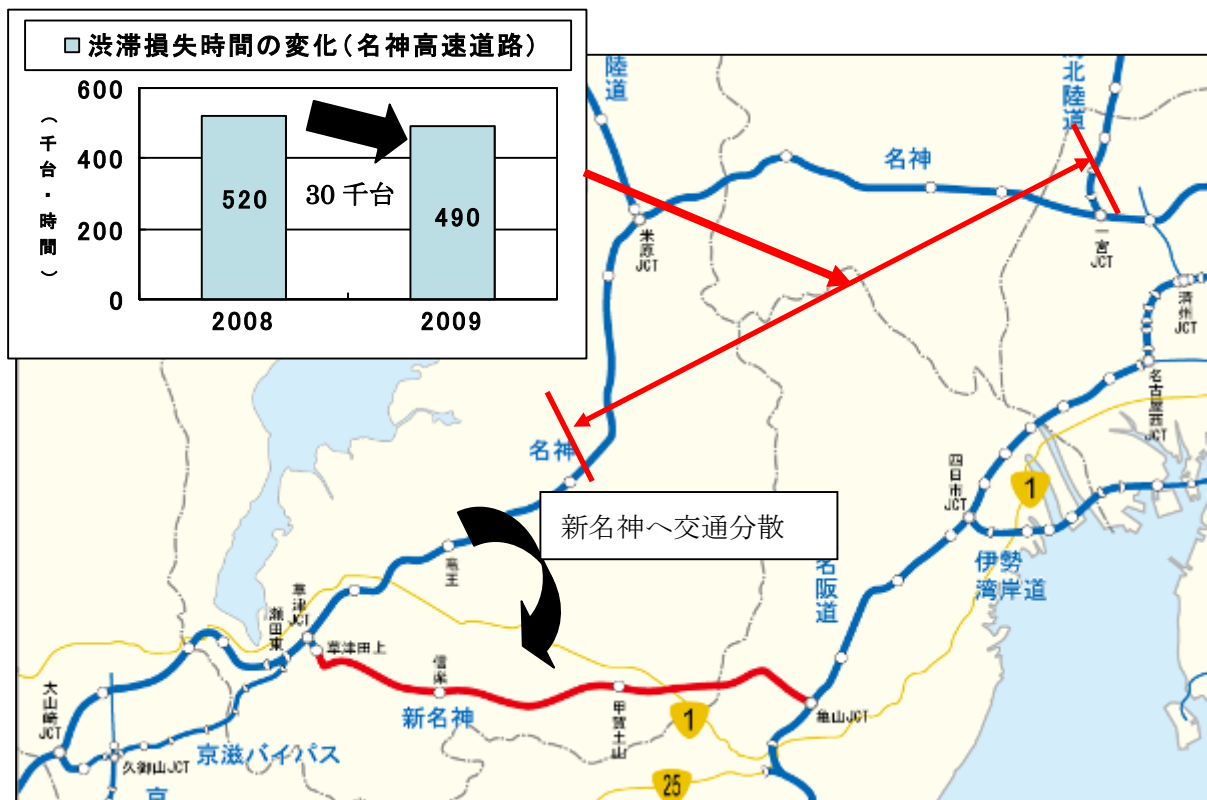 渋滞損失時間の変化(名神高速道路)
600
400
200
0
(千台・時間)
520
30 千台
490
2008
2009
陸道
北陸道
名神
米原JCT
一宮JCT
清州JCT
名古屋西JCT
名神
四日市JCT
1
新名神へ交通分散
名阪道
伊勢湾岸道
竜王
草津JCT
瀬田東
草津田上
信楽
新名神
甲賀土山
1
亀山JCT
大山崎JCT
久御山JCT
京滋バイパス
京
25